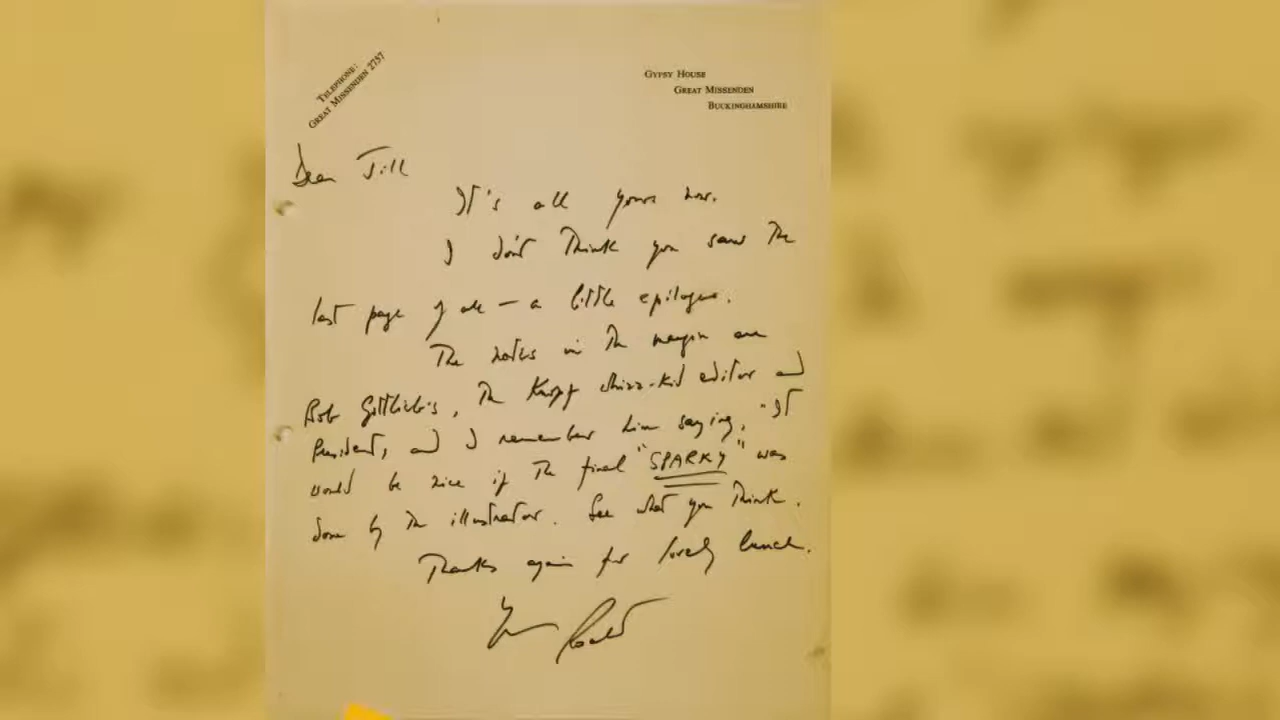 TELEPHONE:
GREAT MISSENDEN 2757
GYPSY HOUSE
GREAT MISSENDEN
BUCKINGHAMSHIRE
Dear Jill
It's all yours now.
I don't think you saw the
last page of all — a little epilogue.
The notes in the margin are
Bob Gottlieb's, the Knopf whizz-kid editor and
President, and I remember him saying, "It
would be nice if the final "SPARKY" was
done by the illustrator. See what you think.
Thanks again for lovely lunch.
Yours Roald